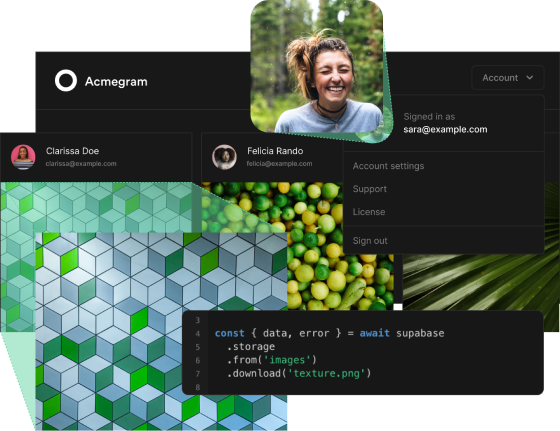 Acmegram
Account
Signed in as
sara@example.com
Clarissa Doe
clarissa@example.com
Felicia Rando
felicia@example.com
Account settings
Support
License
Sign out
3
4 const { data, error } = await supabase
5 .storage
6 .from('images')
7 .download('texture.png')
8